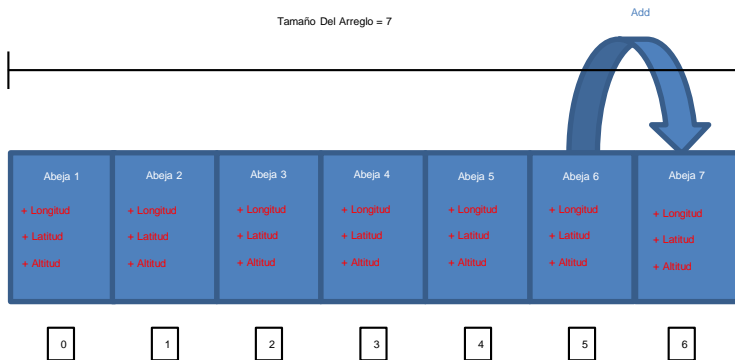 Add
Tamaño Del Arreglo = 7
Abeja 1
+ Longitud
+ Latitud
+ Altitud
Abeja 2
+ Longitud
+ Latitud
+ Altitud
Abeja 3
+ Longitud
+ Latitud
+ Altitud
Abeja 4
+ Longitud
+ Latitud
+ Altitud
Abeja 5
+ Longitud
+ Latitud
+ Altitud
Abeja 6
+ Longitud
+ Latitud
+ Altitud
Abeja 7
+ Longitud
+ Latitud
+ Altitud
0
1
2
3
4
5
6